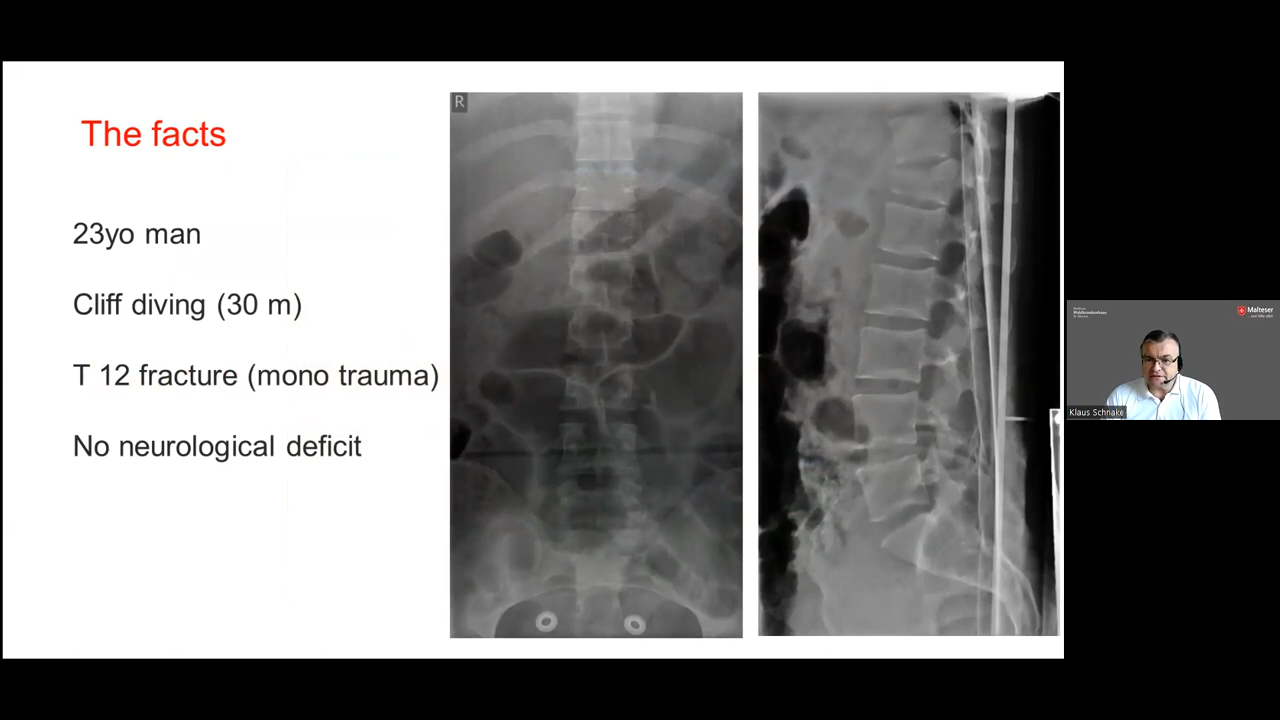 The facts
23yo man
Cliff diving (30 m)
T 12 fracture (mono trauma)
No neurological deficit
R
Malteser
Klaus Schnake